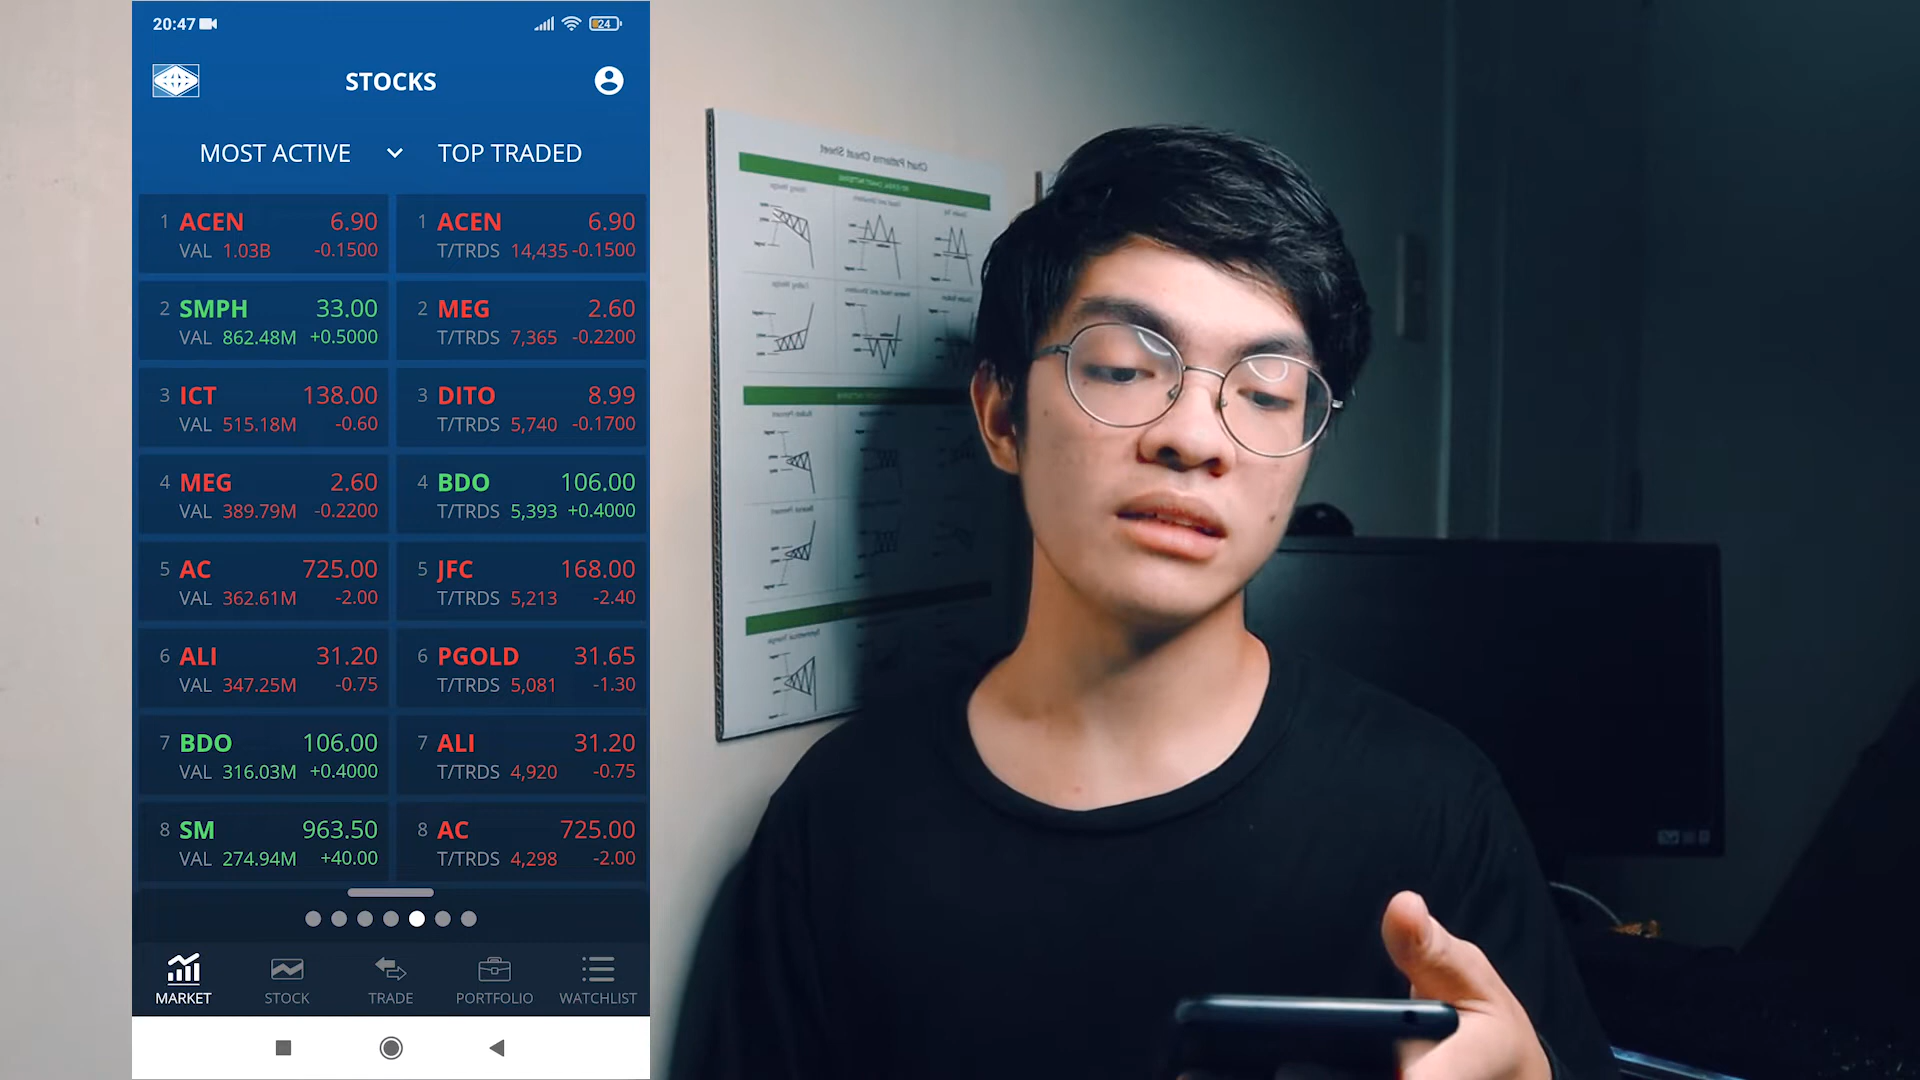 20:47
24
STOCKS
MOST ACTIVE TOP TRADED
1 ACEN 6.90
VAL 1.03B -0.1500
1 ACEN 6.90
T/TRDS 14,435 -0.1500
2 SMPH 33.00
VAL 862.48M +0.5000
2 MEG 2.60
T/TRDS 7,365 -0.2200
3 ICT 138.00
VAL 515.18M -0.60
3 DITO 8.99
T/TRDS 5,740 -0.1700
4 MEG 2.60
VAL 389.79M -0.2200
4 BDO 106.00
T/TRDS 5,393 +0.4000
5 AC 725.00
VAL 362.61M -2.00
5 JFC 168.00
T/TRDS 5,213 -2.40
6 ALI 31.20
VAL 347.25M -0.75
6 PGOLD 31.65
T/TRDS 5,081 -1.30
7 BDO 106.00
VAL 316.03M +0.4000
7 ALI 31.20
T/TRDS 4,920 -0.75
8 SM 963.50
VAL 274.94M +40.00
8 AC 725.00
T/TRDS 4,298 -2.00
MARKET STOCK TRADE PORTFOLIO WATCHLIST
Chart Patterns Cheat Sheet